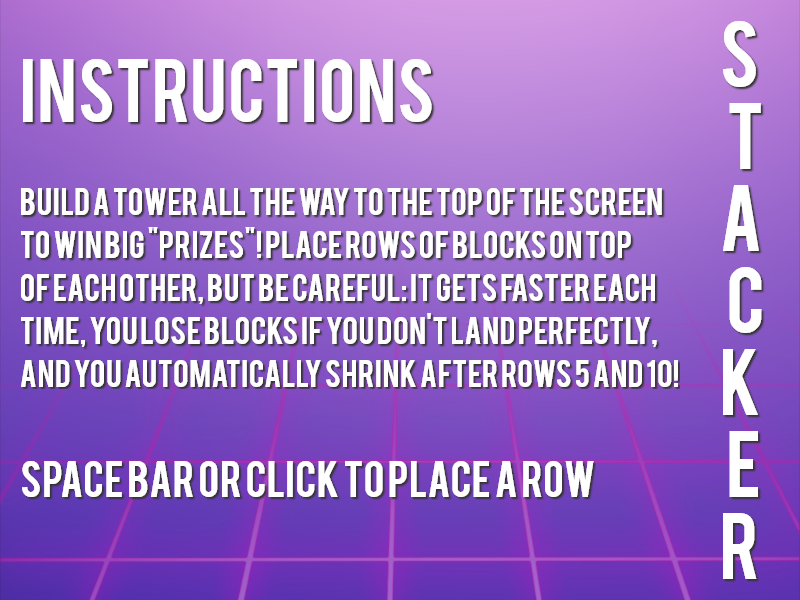 INSTRUCTIONS
BUILD A TOWER ALL THE WAY TO THE TOP OF THE SCREEN
TO WIN BIG "PRIZES"! PLACE ROWS OF BLOCKS ON TOP
OF EACH OTHER, BUT BE CAREFUL: IT GETS FASTER EACH
TIME, YOU LOSE BLOCKS IF YOU DON'T LAND PERFECTLY,
AND YOU AUTOMATICALLY SHRINK AFTER ROWS 5 AND 10!
SPACE BAR OR CLICK TO PLACE A ROW
STACKER